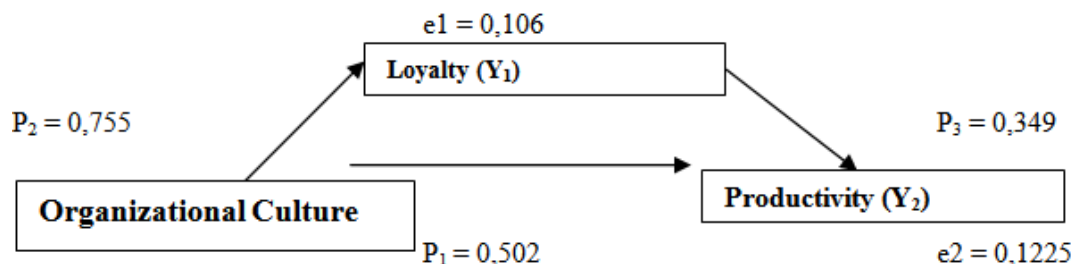 e1 = 0,106
Loyalty (Y₁)
P₂ = 0,755
P₃ = 0,349
Organizational Culture
Productivity (Y₂)
P₁ = 0,502
e2 = 0,1225